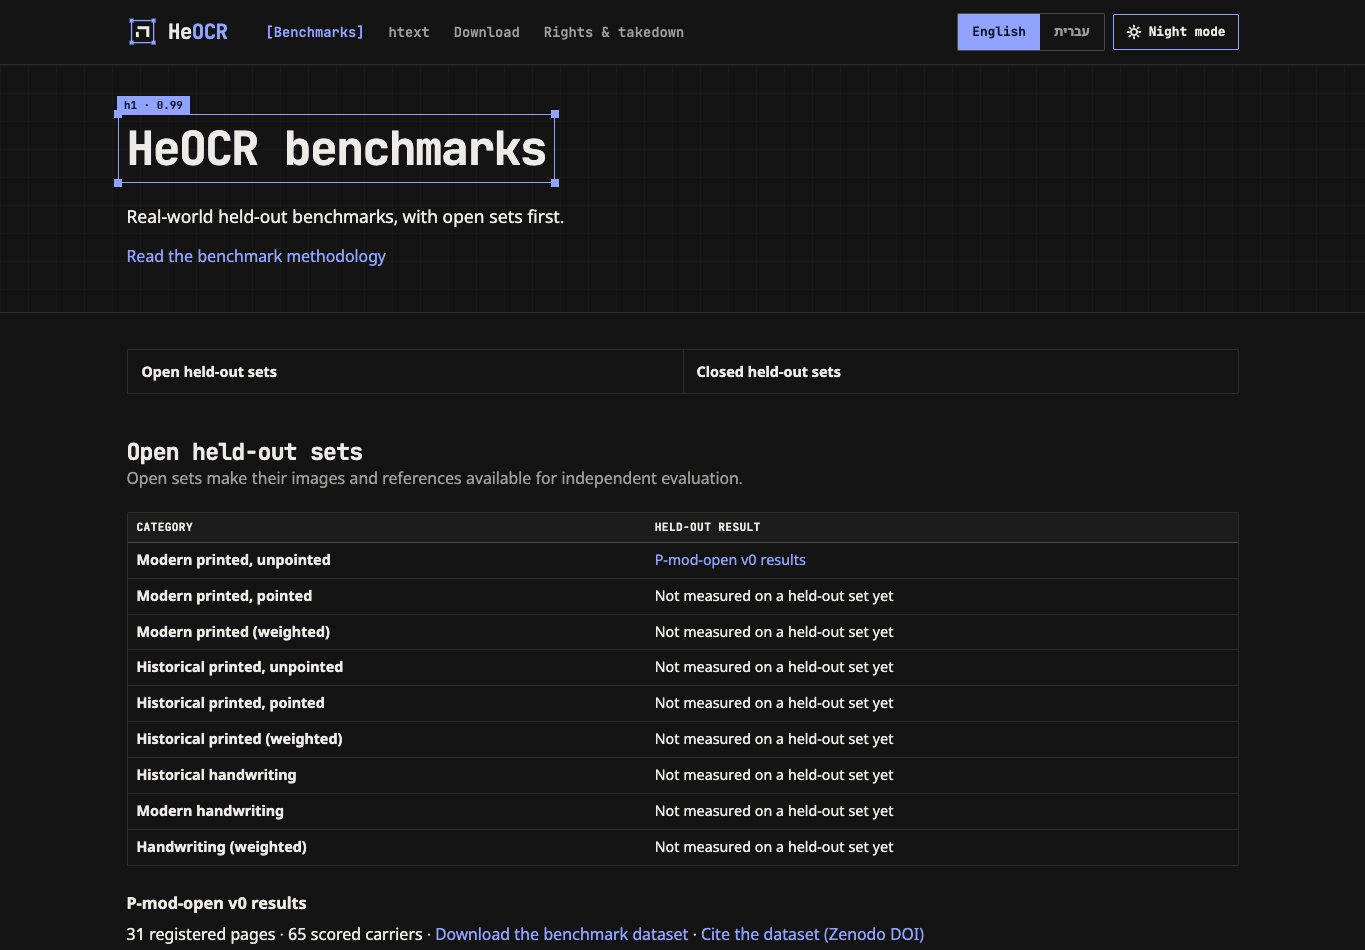 HeOCR [Benchmarks] htext Download Rights & takedown English עברית Night mode
h1 · 0.99
HeOCR benchmarks
Real-world held-out benchmarks, with open sets first.
Read the benchmark methodology
Open held-out sets Closed held-out sets
Open held-out sets
Open sets make their images and references available for independent evaluation.
CATEGORY HELD-OUT RESULT
Modern printed, unpointed P-mod-open v0 results
Modern printed, pointed Not measured on a held-out set yet
Modern printed (weighted) Not measured on a held-out set yet
Historical printed, unpointed Not measured on a held-out set yet
Historical printed, pointed Not measured on a held-out set yet
Historical printed (weighted) Not measured on a held-out set yet
Historical handwriting Not measured on a held-out set yet
Modern handwriting Not measured on a held-out set yet
Handwriting (weighted) Not measured on a held-out set yet
P-mod-open v0 results
31 registered pages · 65 scored carriers · Download the benchmark dataset · Cite the dataset (Zenodo DOI)